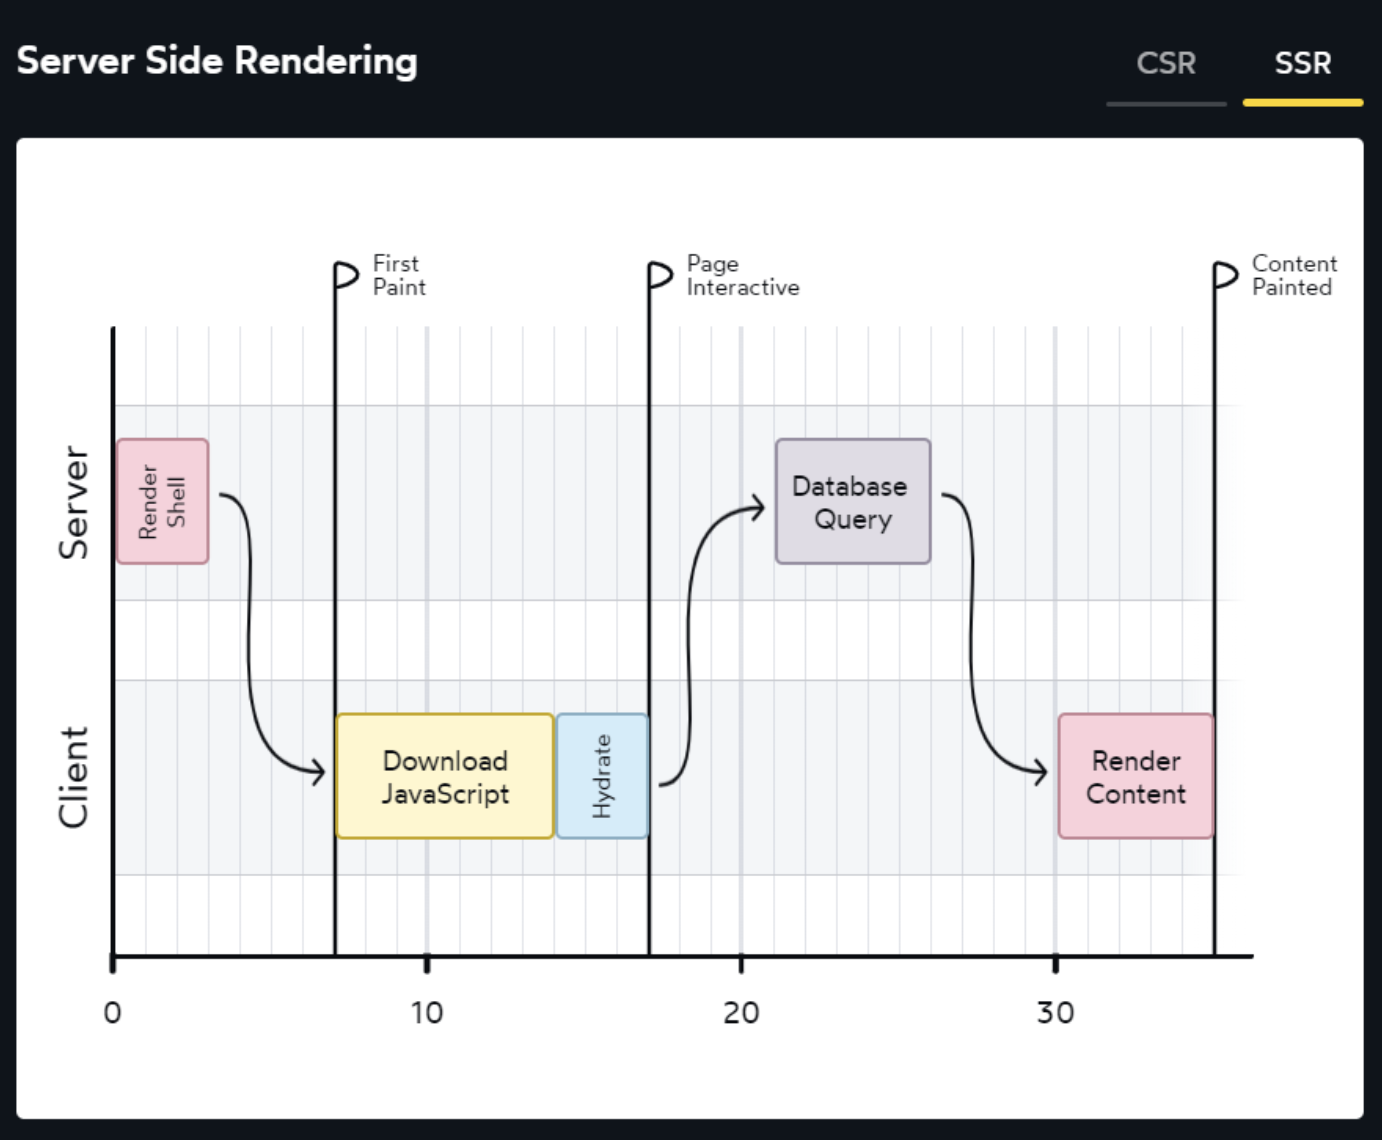 Server Side Rendering
CSR
SSR
First
Paint
Page
Interactive
Content
Painted
Server
Render
Shell
Database
Query
Client
Download
JavaScript
Hydrate
Render
Content
0
10
20
30